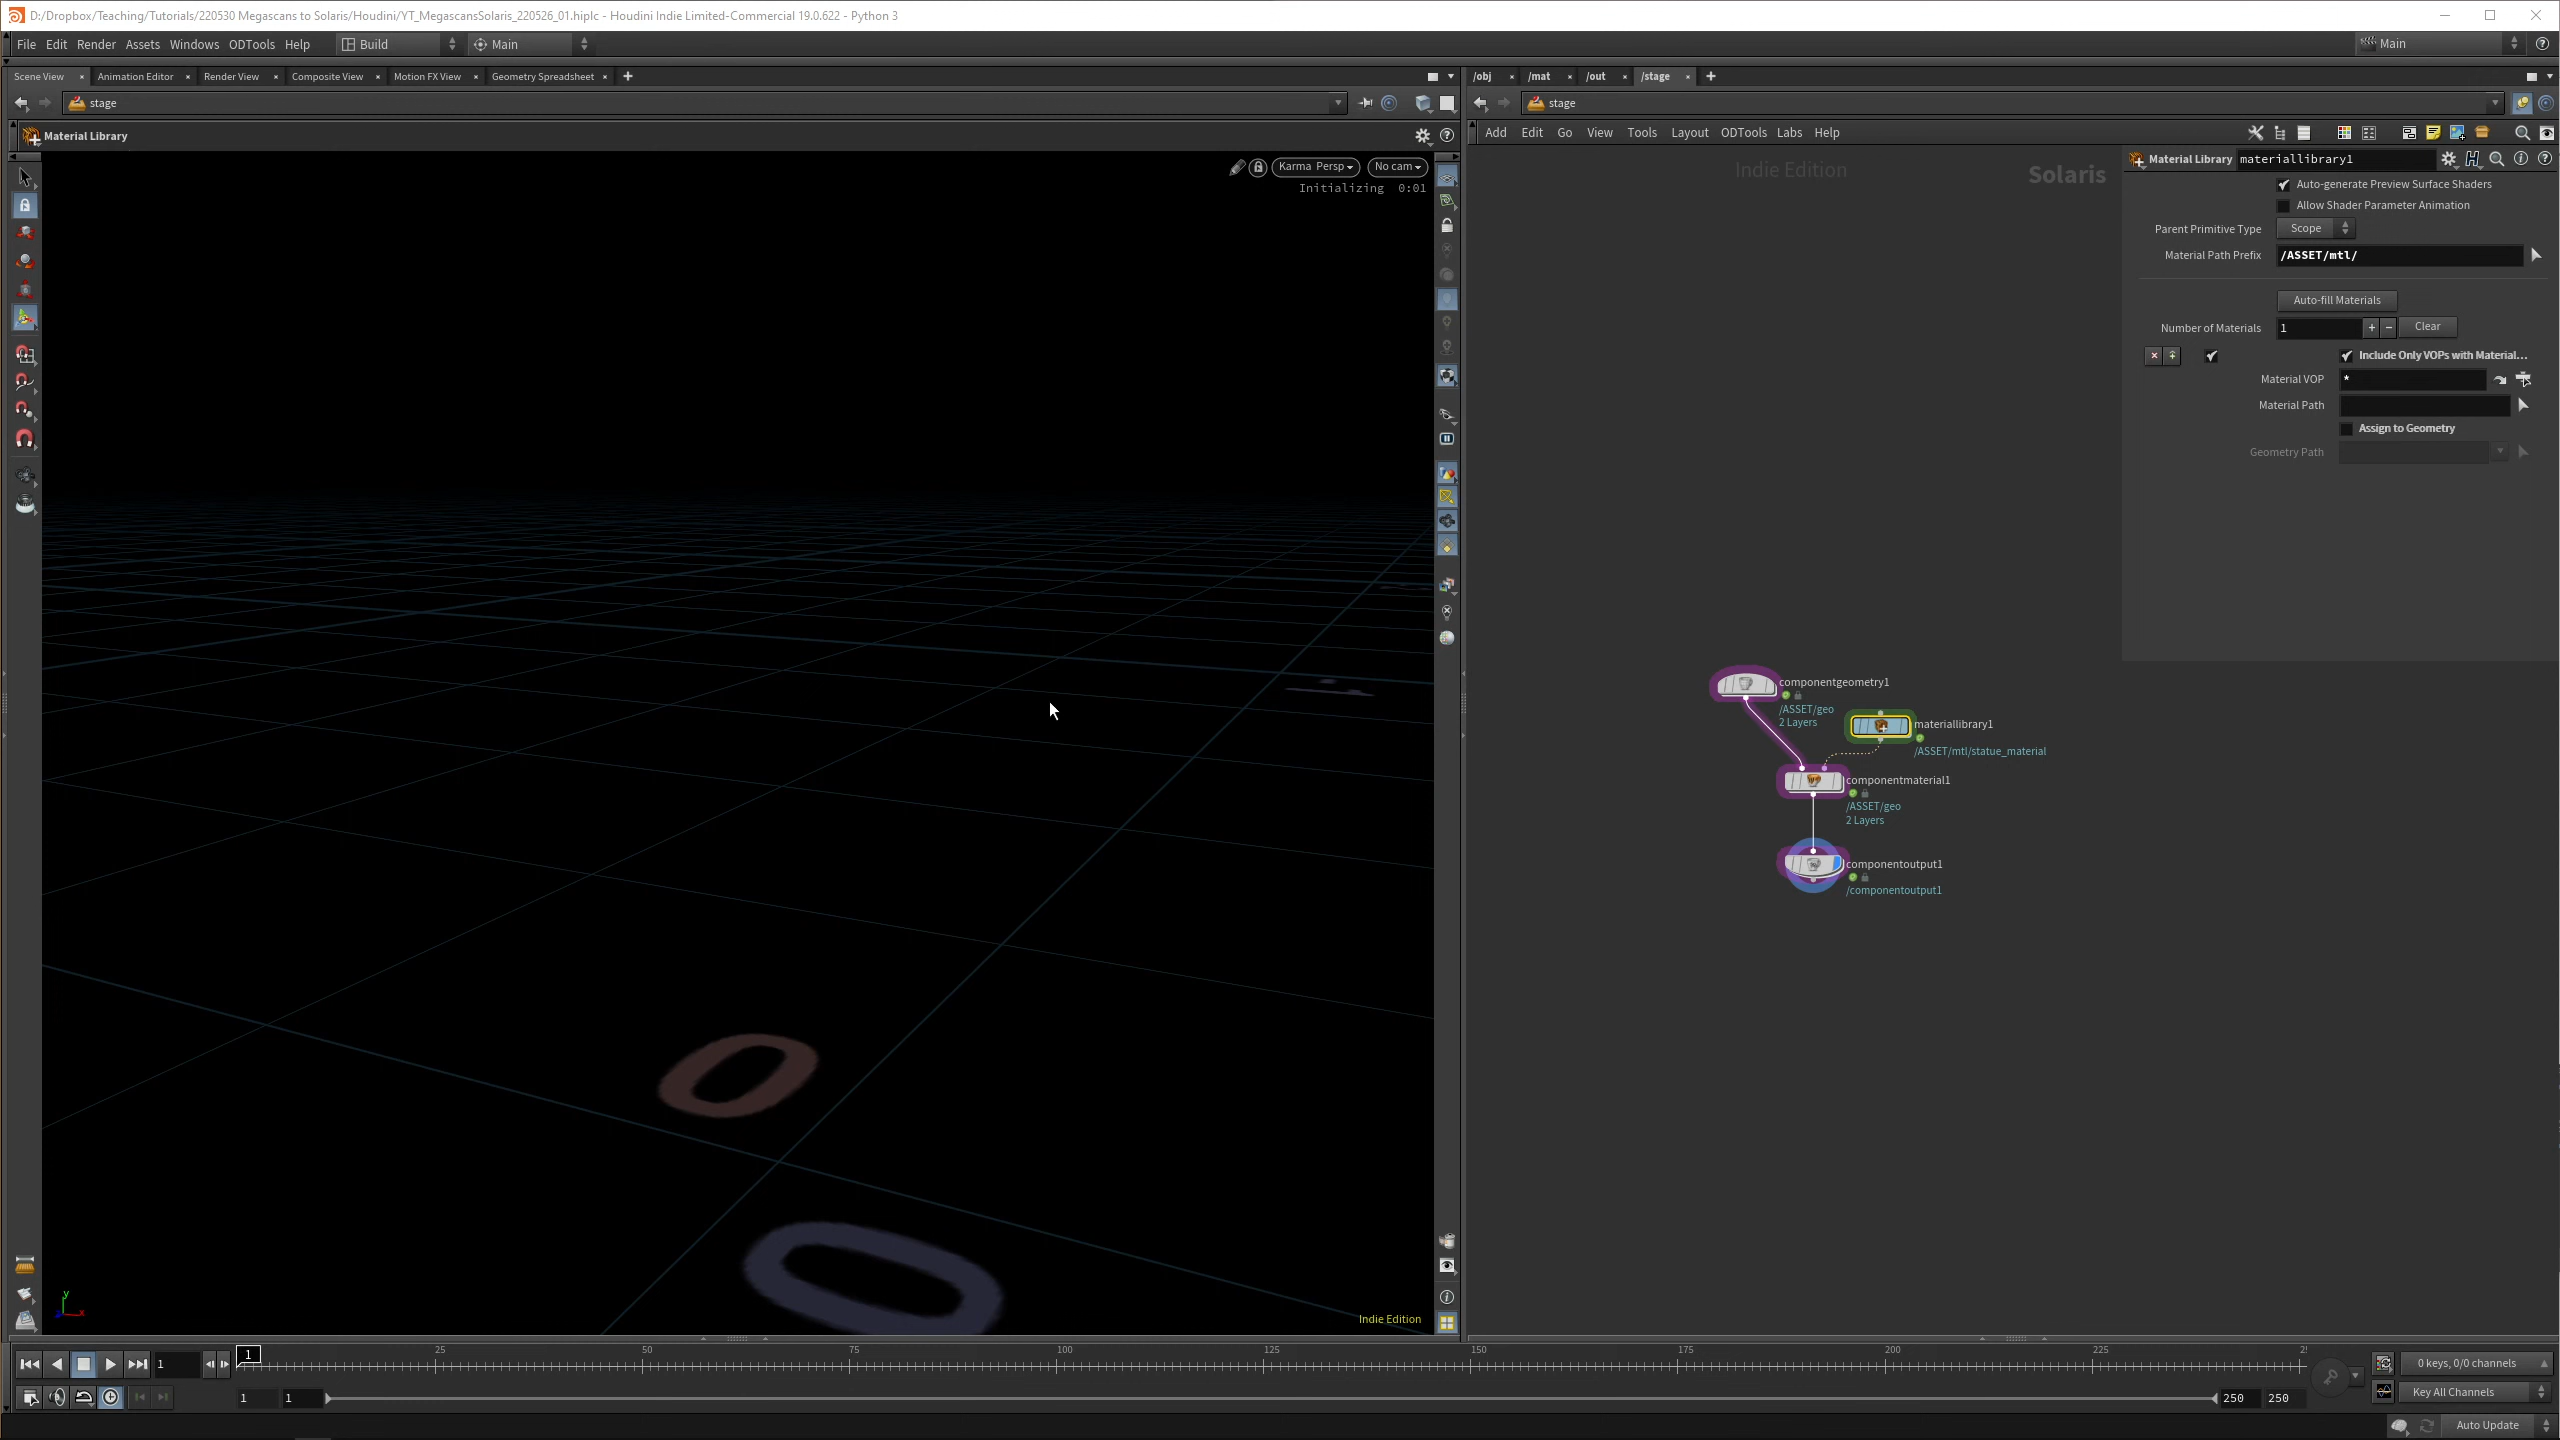 D:/Dropbox/Teaching/Tutorials/220530 Megascans to Solaris/Houdini/YT_MegascansSolaris_220526_01.hiplc - Houdini Indie Limited-Commercial 19.0.622 - Python 3
File Edit Render Assets Windows ODTools Help Build Main Main
Scene View Animation Editor Render View Composite View Motion FX View Geometry Spreadsheet
/obj /mat /out /stage
stage
stage
Material Library
Add Edit Go View Tools Layout ODTools Labs Help
Karma Persp No cam
Initializing 0:01
Indie Edition
Solaris
Material Library materiallibrary1
Auto-generate Preview Surface Shaders
Allow Shader Parameter Animation
Parent Primitive Type Scope
Material Path Prefix /ASSET/mtl/
Auto-fill Materials
Number of Materials 1 Clear
Include Only VOPs with Material...
Material VOP *
Material Path
Assign to Geometry
Geometry Path
componentgeometry1
/ASSET/geo
2 Layers
materiallibrary1
/ASSET/mtl/statue_material
componentmaterial1
/ASSET/geo
2 Layers
componentoutput1
/componentoutput1
0
0
y
x
Indie Edition
1 1 25 50 75 100 125 150 175 200 225
0 keys, 0/0 channels
1 1 250 250
Key All Channels
Auto Update